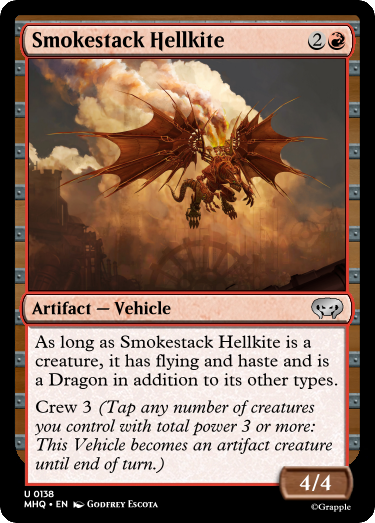 Smokestack Hellkite 2
Artifact — Vehicle
As long as Smokestack Hellkite is a
creature, it has flying and haste and is
a Dragon in addition to its other types.
Crew 3 (Tap any number of creatures
you control with total power 3 or more:
This Vehicle becomes an artifact creature
until end of turn.)
4/4
U 0138
MHQ • EN Godfrey Escota
©Grapple